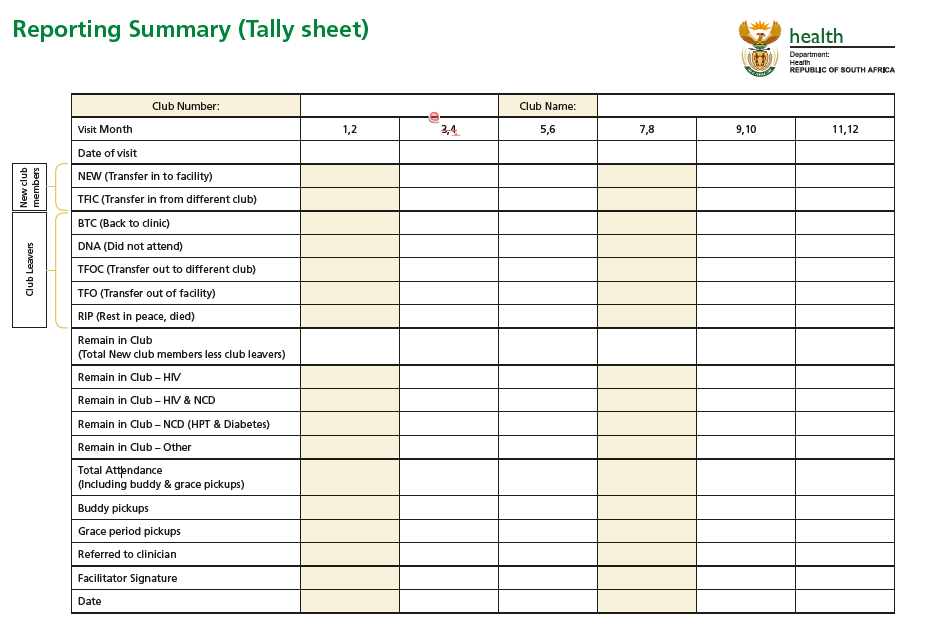 Reporting Summary (Tally sheet)
health
Department:
Health
REPUBLIC OF SOUTH AFRICA
Club Number:
Club Name:
Visit Month 1,2 3,4 5,6 7,8 9,10 11,12
Date of visit
New club
members
NEW (Transfer in to facility)
TFIC (Transfer in from different club)
Club Leavers
BTC (Back to clinic)
DNA (Did not attend)
TFOC (Transfer out to different club)
TFO (Transfer out of facility)
RIP (Rest in peace, died)
Remain in Club
(Total New club members less club leavers)
Remain in Club – HIV
Remain in Club – HIV & NCD
Remain in Club – NCD (HPT & Diabetes)
Remain in Club – Other
Total Attendance
(Including buddy & grace pickups)
Buddy pickups
Grace period pickups
Referred to clinician
Facilitator Signature
Date